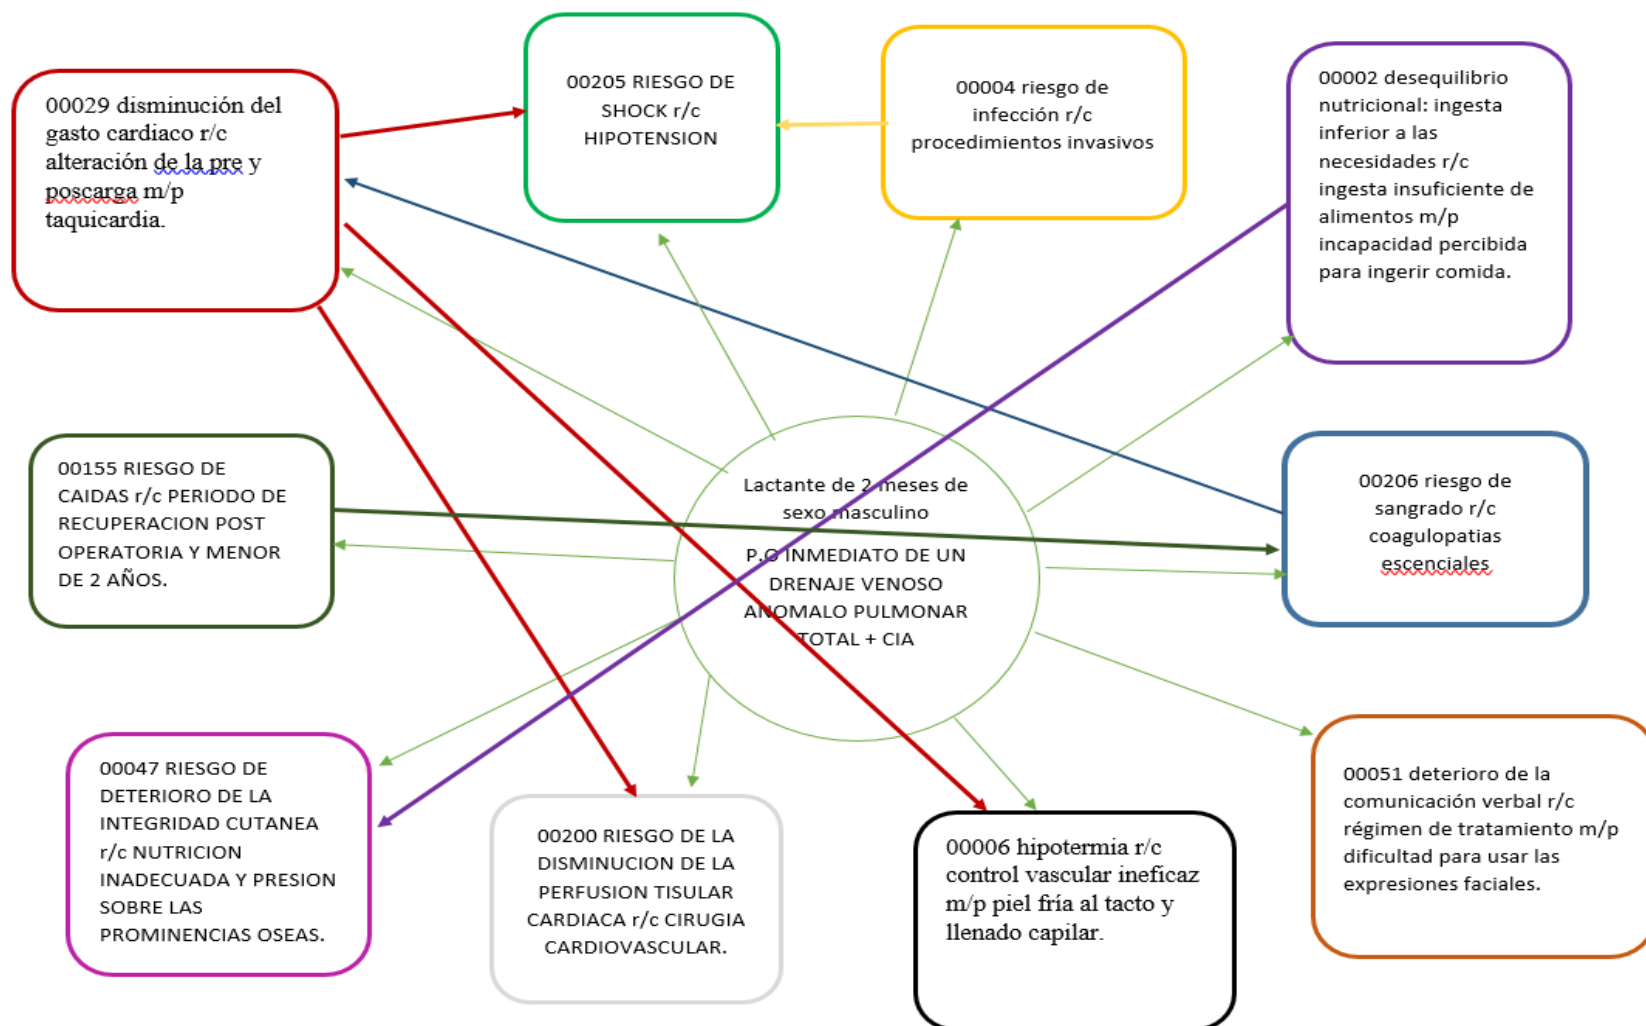 00029 disminución del
gasto cardiaco r/c
alteración de la pre y
poscarga m/p
taquicardia.
00205 RIESGO DE
SHOCK r/c
HIPOTENSION
00004 riesgo de
infección r/c
procedimientos invasivos
00002 desequilibrio
nutricional: ingesta
inferior a las
necesidades r/c
ingesta insuficiente de
alimentos m/p
incapacidad percibida
para ingerir comida.
00155 RIESGO DE
CAIDAS r/c PERIODO DE
RECUPERACION POST
OPERATORIA Y MENOR
DE 2 AÑOS.
Lactante de 2 meses de
sexo masculino
P.O INMEDIATO DE UN
DRENAJE VENOSO
ANOMALO PULMONAR
TOTAL + CIA
00206 riesgo de
sangrado r/c
coagulopatias
escenciales
00047 RIESGO DE
DETERIORO DE LA
INTEGRIDAD CUTANEA
r/c NUTRICION
INADECUADA Y PRESION
SOBRE LAS
PROMINENCIAS OSEAS.
00200 RIESGO DE LA
DISMINUCION DE LA
PERFUSION TISULAR
CARDIACA r/c CIRUGIA
CARDIOVASCULAR.
00006 hipotermia r/c
control vascular ineficaz
m/p piel fría al tacto y
llenado capilar.
00051 deterioro de la
comunicación verbal r/c
régimen de tratamiento m/p
dificultad para usar las
expresiones faciales.